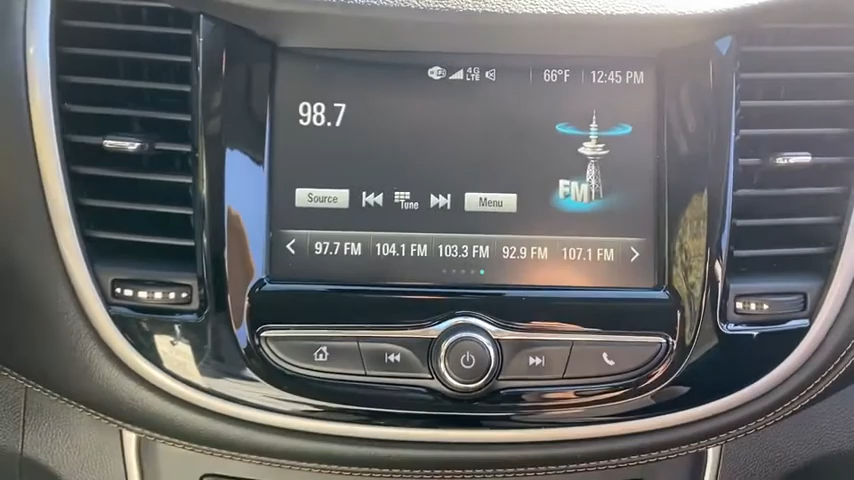 4G LTE 66°F 12:45 PM
98.7
FM
Source Tune Menu
97.7 FM 104.1 FM 103.3 FM 92.9 FM 107.1 FM